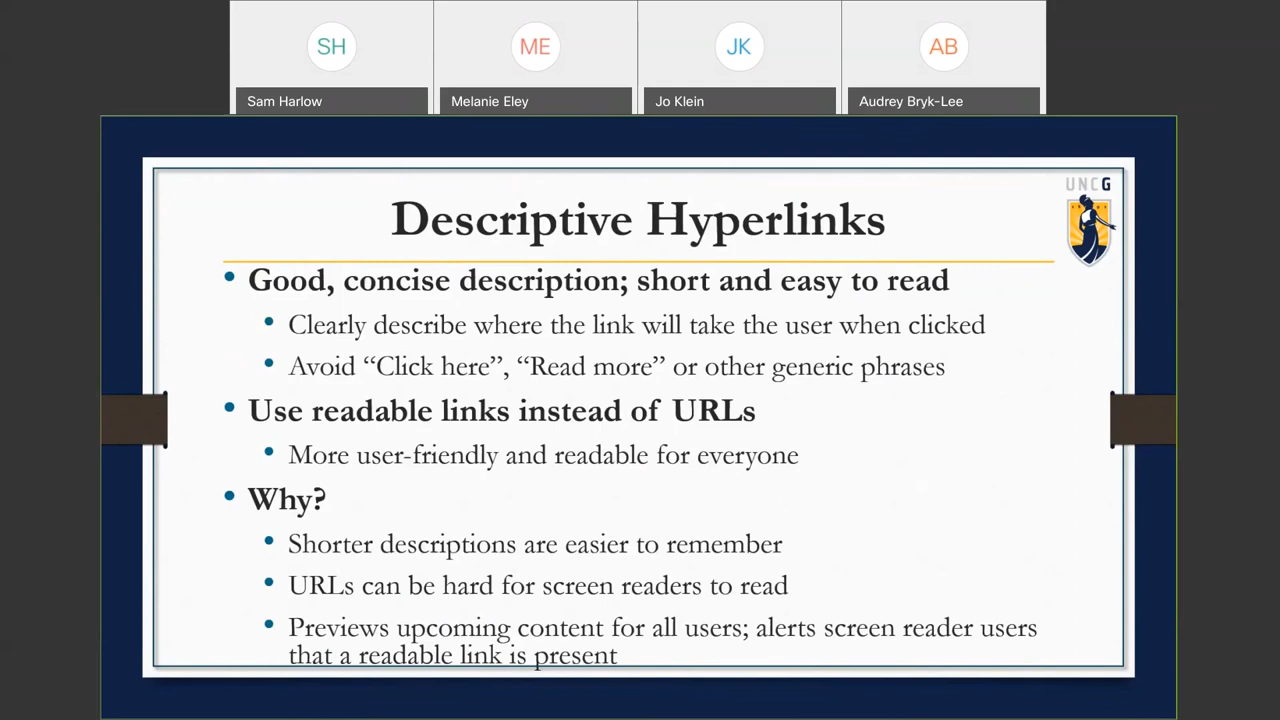 SH
ME
JK
AB
Sam Harlow
Melanie Eley
Jo Klein
Audrey Bryk-Lee
UNCG
Descriptive Hyperlinks
• Good, concise description; short and easy to read
• Clearly describe where the link will take the user when clicked
• Avoid “Click here”, “Read more” or other generic phrases
• Use readable links instead of URLs
• More user-friendly and readable for everyone
• Why?
• Shorter descriptions are easier to remember
• URLs can be hard for screen readers to read
• Previews upcoming content for all users; alerts screen reader users
that a readable link is present